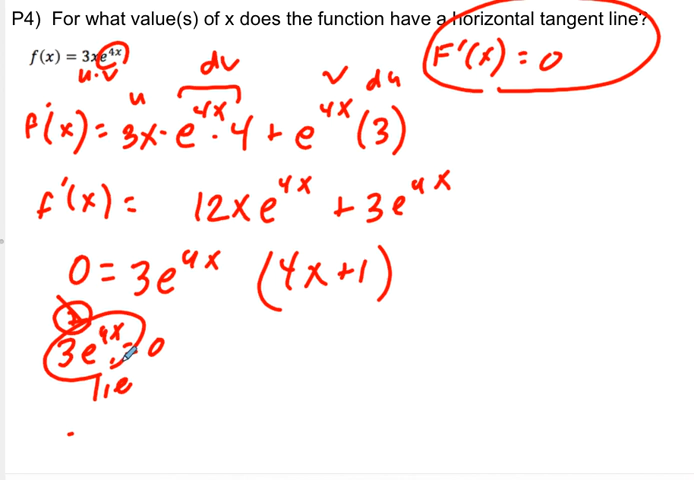 P4) For what value(s) of x does the function have a horizontal tangent line?
f(x) = 3xe^{4x}
F'(x) = 0
u·v
dv
u
v du
f'(x) = 3x · e^{4x} · 4 + e^{4x} (3)
f'(x) = 12xe^{4x} + 3e^{4x}
0 = 3e^{4x} (4x+1)
3e^{4x} = 0